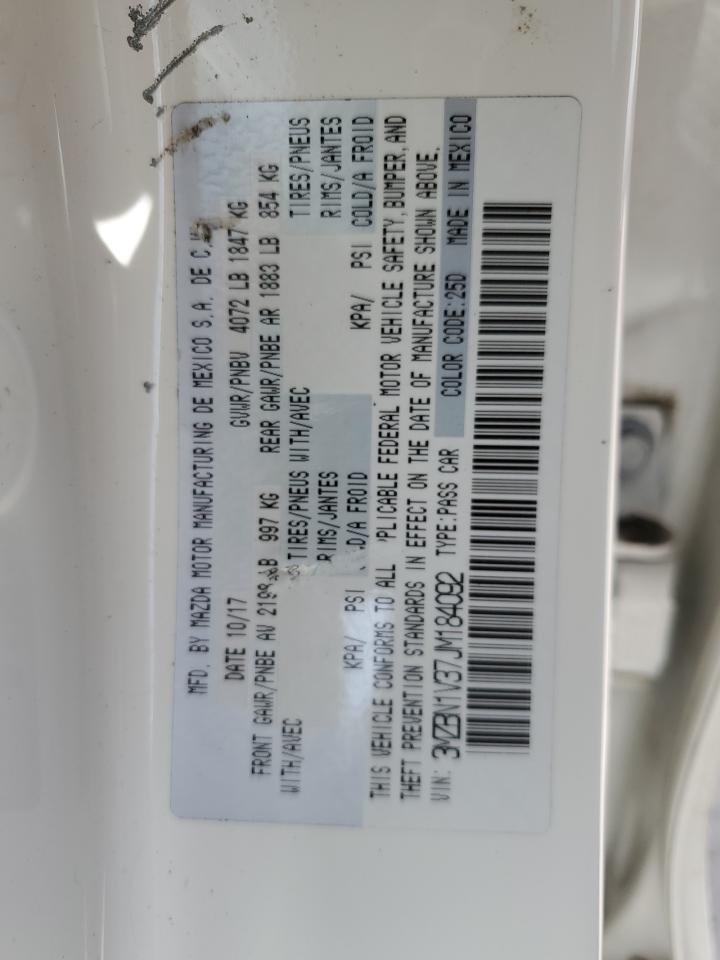 MFD. BY MAZDA MOTOR MANUFACTURING DE MEXICO S.A. DE C.V.
DATE 10/17 GVWR/PNBV 4072 LB 1847 KG
FRONT GAWR/PNBE AV LB 997 KG REAR GAWR/PNBE AR 1883 LB 854 KG
WITH/AVEC TIRES/PNEUS WITH/AVEC TIRES/PNEUS
RIMS/JANTES RIMS/JANTES
KPA/ PSI D/A FROID KPA/ PSI COLD/A FROID
THIS VEHICLE CONFORMS TO ALL PLICABLE FEDERAL MOTOR VEHICLE SAFETY, BUMPER, AND
THEFT PREVENTION STANDARDS IN EFFECT ON THE DATE OF MANUFACTURE SHOWN ABOVE.
VIN: 3MZBN1V37JM184092 TYPE:PASS CAR COLOR CODE:25D MADE IN MEXICO